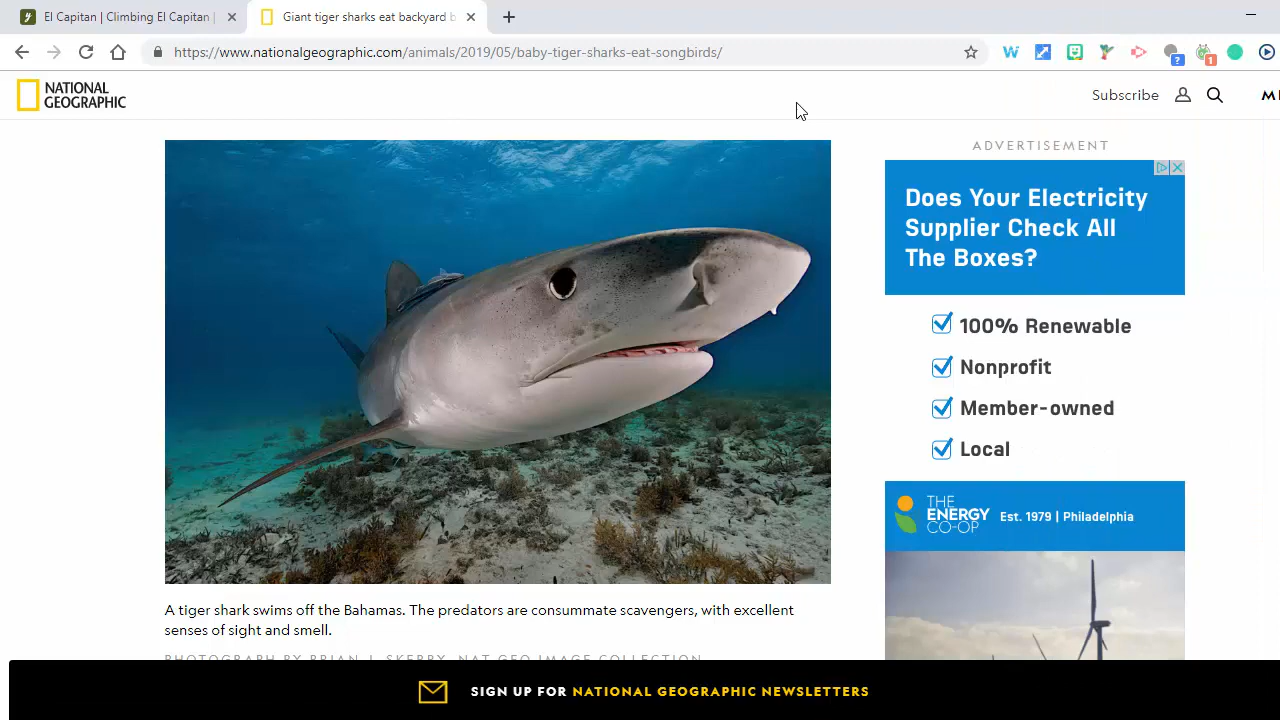 El Capitan | Climbing El Capitan |
Giant tiger sharks eat backyard b
https://www.nationalgeographic.com/animals/2019/05/baby-tiger-sharks-eat-songbirds/
?
1
NATIONAL
GEOGRAPHIC
Subscribe
ADVERTISEMENT
Does Your Electricity
Supplier Check All
The Boxes?
100% Renewable
Nonprofit
Member-owned
Local
THE
ENERGY
CO-OP
Est. 1979 | Philadelphia
A tiger shark swims off the Bahamas. The predators are consummate scavengers, with excellent
senses of sight and smell.
PHOTOGRAPH BY BRIAN J. SKERRY, NAT GEO IMAGE COLLECTION
SIGN UP FOR NATIONAL GEOGRAPHIC NEWSLETTERS